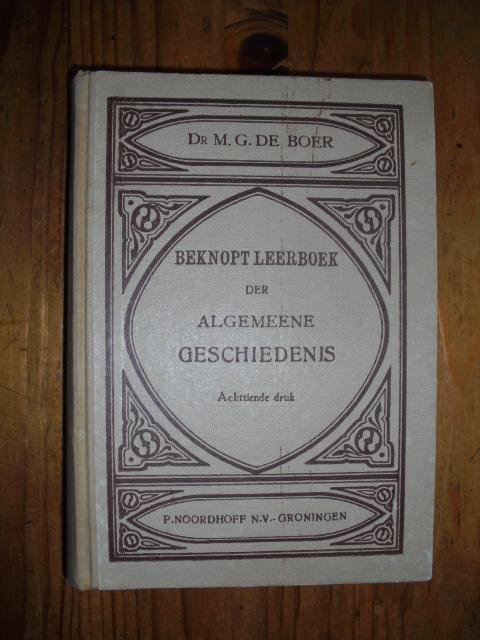 Dr M. G. DE BOER
BEKNOPT LEERBOEK
DER
ALGEMEENE
GESCHIEDENIS
Achttiende druk
P. NOORDHOFF N.V.-GRONINGEN